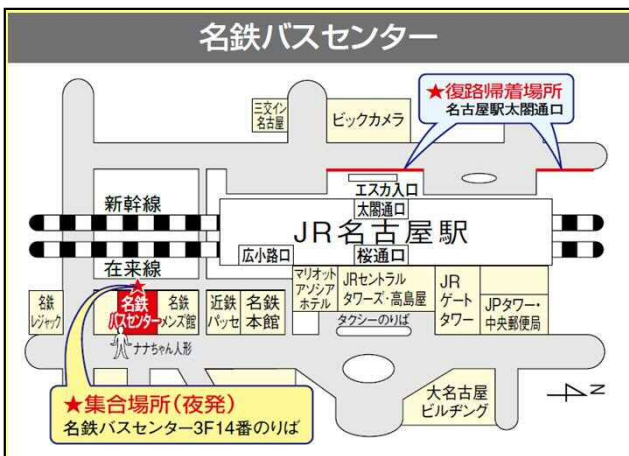 名鉄バスセンター
★復路帰着場所
名古屋駅太閤通口
三交イン
名古屋
ビックカメラ
エスカ入口
太閤通口
新幹線
JR名古屋駅
広小路口
桜通口
在来線
マリオット
アソシア
ホテル
JRセントラル
タワーズ・高島屋
タクシーのりば
JR
ゲート
タワー
JPタワー・
中央郵便局
名鉄
レジャック
名鉄
バスセンター
名鉄
メンズ館
近鉄
パッセ
名鉄
本館
ナナちゃん人形
★集合場所(夜発)
名鉄バスセンター3F14番のりば
大名古屋
ビルヂング
N